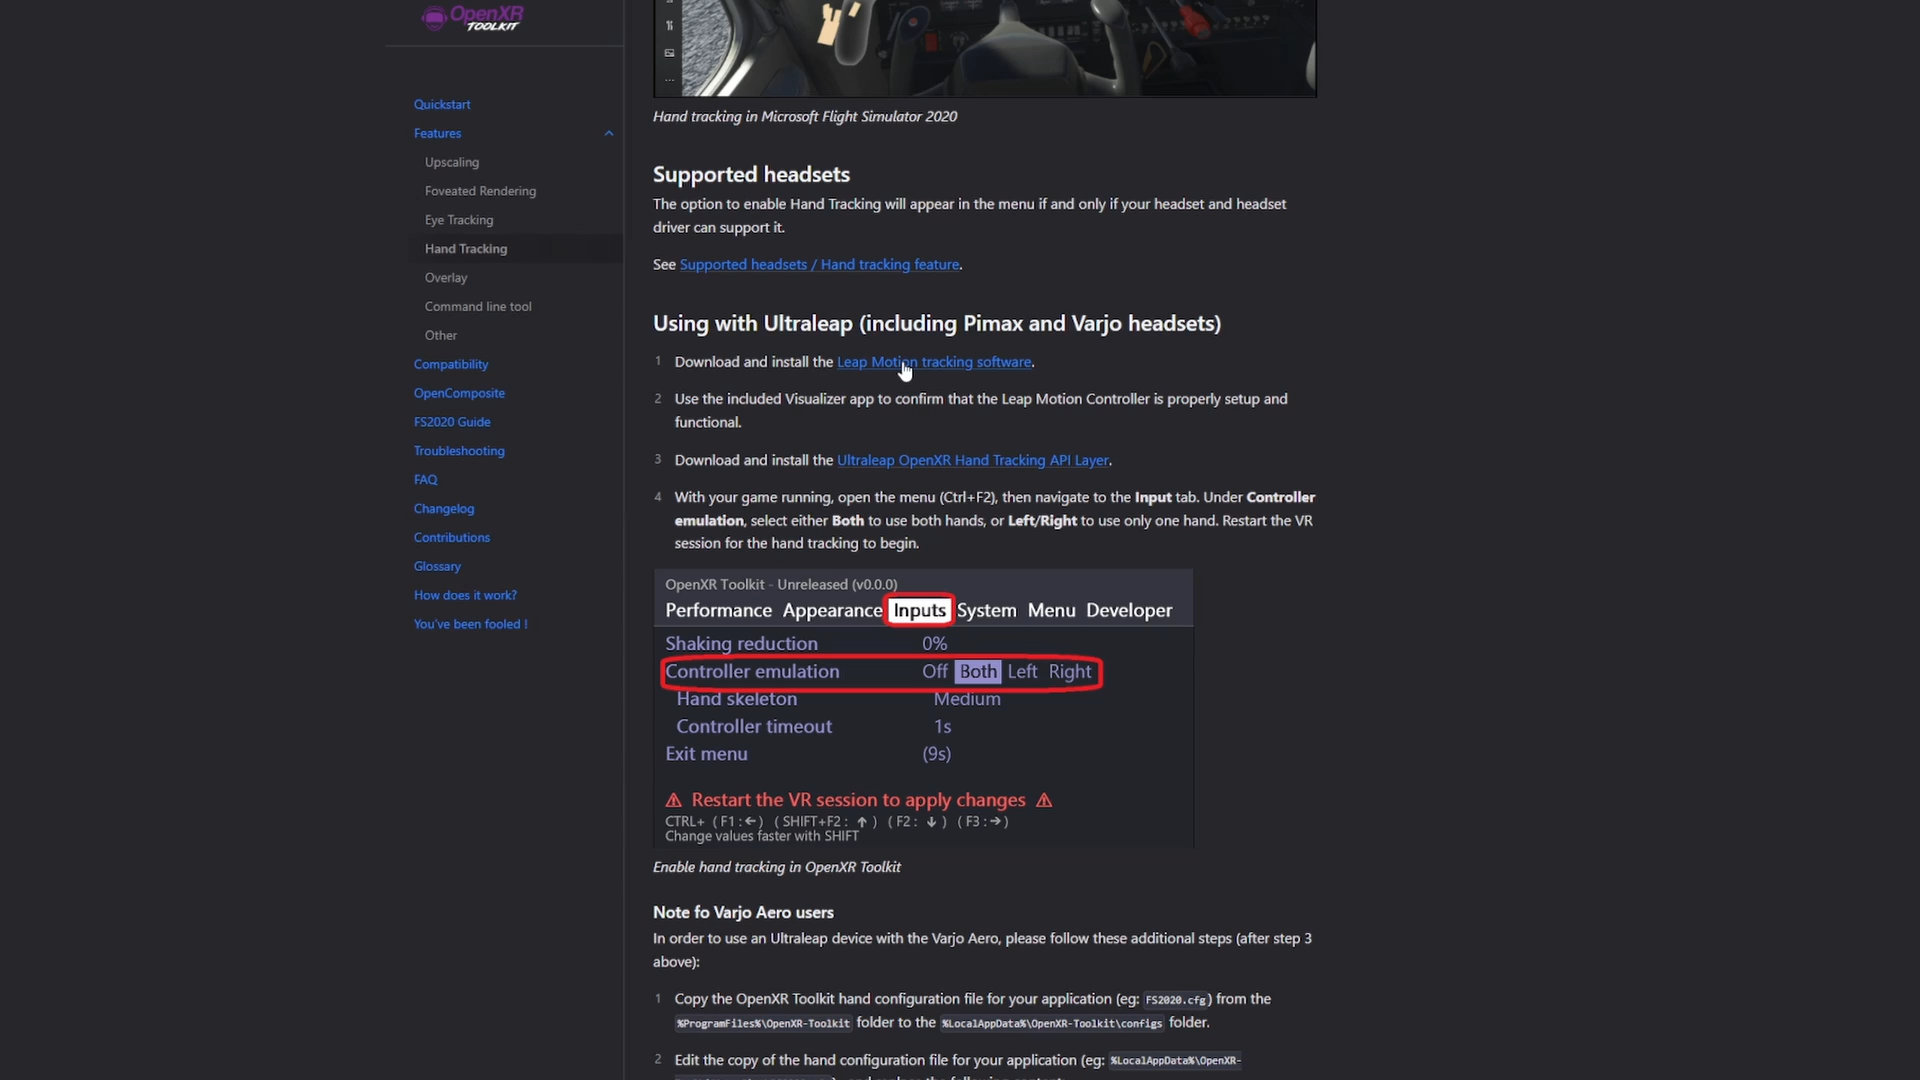 OpenXR
TOOLKIT
Quickstart
Features
Upscaling
Foveated Rendering
Eye Tracking
Hand Tracking
Overlay
Command line tool
Other
Compatibility
OpenComposite
FS2020 Guide
Troubleshooting
FAQ
Changelog
Contributions
Glossary
How does it work?
You've been fooled !
Hand tracking in Microsoft Flight Simulator 2020
Supported headsets
The option to enable Hand Tracking will appear in the menu if and only if your headset and headset
driver can support it.
See Supported headsets / Hand tracking feature.
Using with Ultraleap (including Pimax and Varjo headsets)
1 Download and install the Leap Motion tracking software.
2 Use the included Visualizer app to confirm that the Leap Motion Controller is properly setup and
functional.
3 Download and install the Ultraleap OpenXR Hand Tracking API Layer.
4 With your game running, open the menu (Ctrl+F2), then navigate to the Input tab. Under Controller
emulation, select either Both to use both hands, or Left/Right to use only one hand. Restart the VR
session for the hand tracking to begin.
OpenXR Toolkit - Unreleased (v0.0.0)
Performance Appearance Inputs System Menu Developer
Shaking reduction 0%
Controller emulation Off Both Left Right
Hand skeleton Medium
Controller timeout 1s
Exit menu (9s)
⚠ Restart the VR session to apply changes ⚠
CTRL+ (F1:←) (SHIFT+F2: ↑) (F2: ↓) (F3:→)
Change values faster with SHIFT
Enable hand tracking in OpenXR Toolkit
Note fo Varjo Aero users
In order to use an Ultraleap device with the Varjo Aero, please follow these additional steps (after step 3
above):
1 Copy the OpenXR Toolkit hand configuration file for your application (eg: FS2020.cfg) from the
%ProgramFiles%\OpenXR-Toolkit folder to the %LocalAppData%\OpenXR-Toolkit\configs folder.
2 Edit the copy of the hand configuration file for your application (eg: %LocalAppData%\OpenXR-